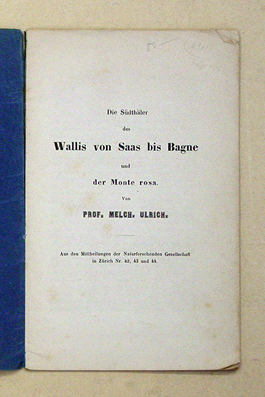 Die Südthäler
des
Wallis von Saas bis Bagne
und
der Monte rosa.
Von
PROF. MELCH. ULRICH.
Aus den Mittheilungen der Naturforschenden Gesellschaft
in Zürich Nr. 42, 43 und 44.